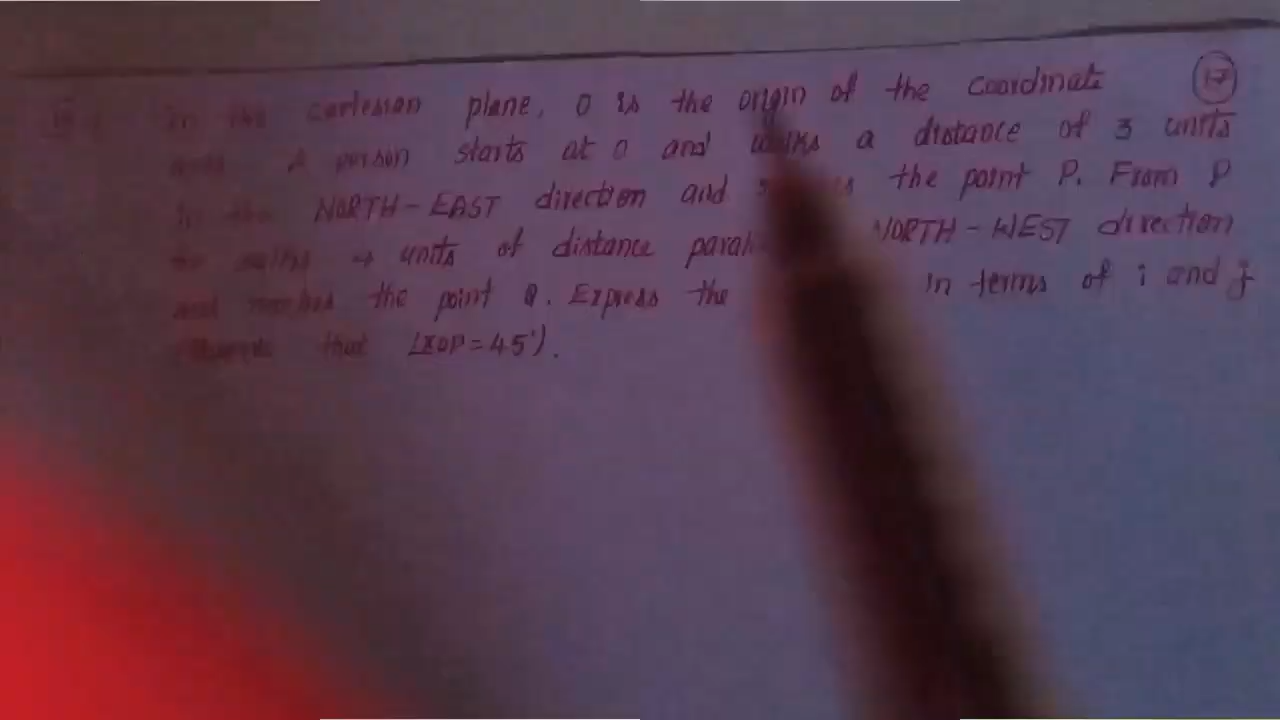 In the cartesian plane, O is the origin of the Coordinate 17
axes. A person starts at O and walks a distance of 3 units
In the NORTH-EAST direction and the point P. From P
he walks 4 units of distance NORTH-WEST direction
and reaches the point Q. Express the in terms of i and j
that ∠XOP=45°).